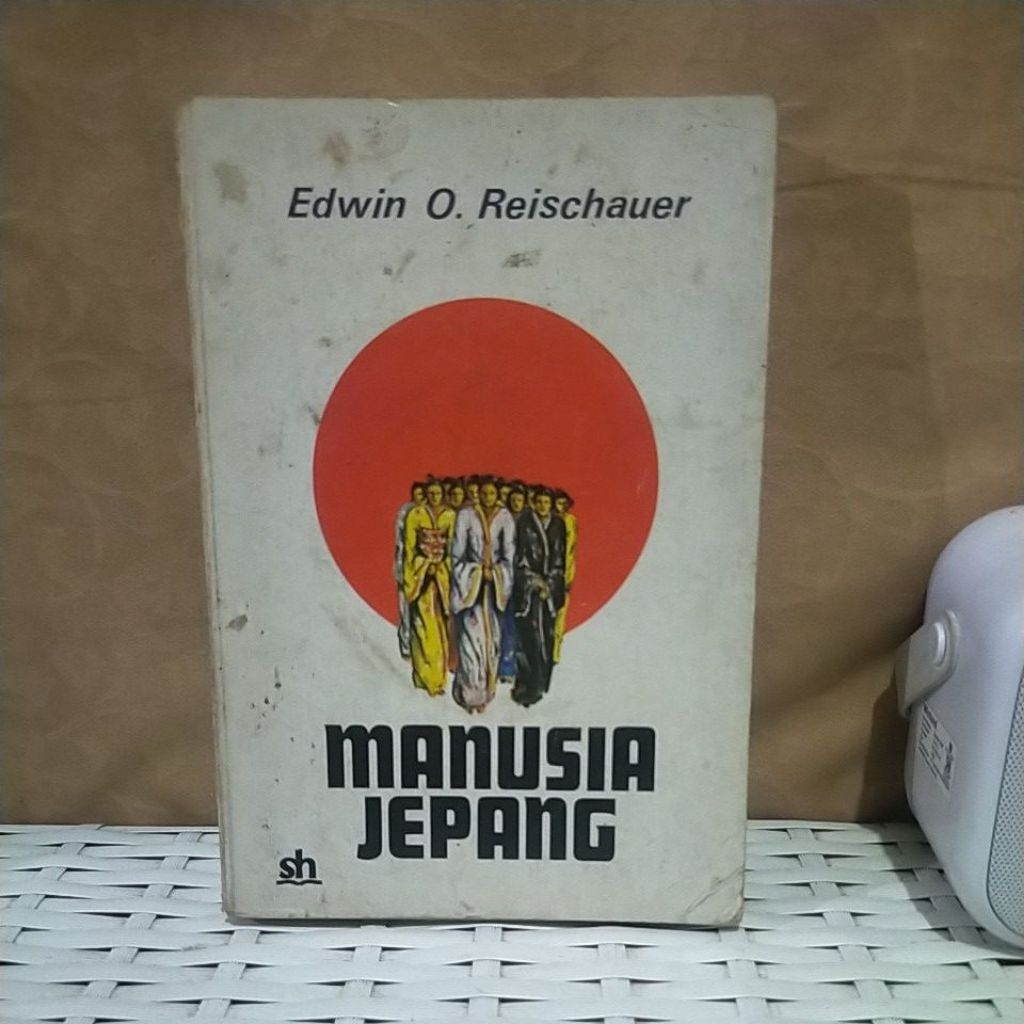 Edwin O. Reischauer
MANUSIA
JEPANG
sh